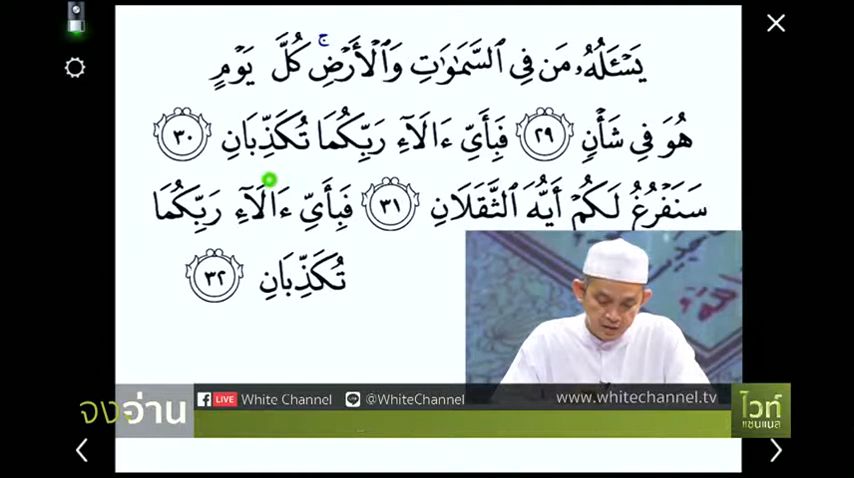 يَسْـَٔلُهُۥ مَن فِى ٱلسَّمَـٰوَٰتِ وَٱلْأَرْضِ ۚ كُلَّ يَوْمٍ
هُوَ فِى شَأْنٍ ٢٩ فَبِأَىِّ ءَالَآءِ رَبِّكُمَا تُكَذِّبَانِ ٣٠
سَنَفْرُغُ لَكُمْ أَيُّهَ ٱلثَّقَلَانِ ٣١ فَبِأَىِّ ءَالَآءِ رَبِّكُمَا
تُكَذِّبَانِ ٣٢
จงอ่าน
LIVE White Channel @WhiteChannel
www.whitechannel.tv
ไวท์
แชนแนล